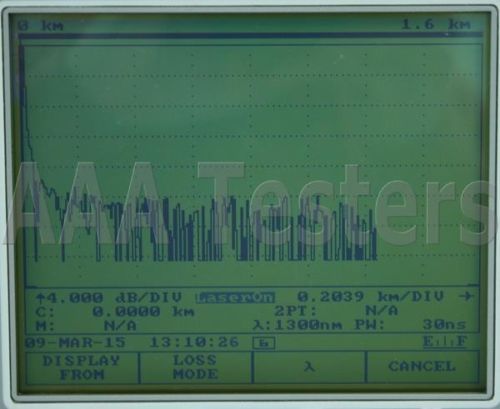 0 km 1.6 km
AAA Testers
↑4.000 dB/DIV LaserOn 0.2039 km/DIV →
C: 0.0000 km 2PT: N/A
M: N/A λ:1300nm PW: 30ns
09-MAR-15 13:10:26 6 E F
DISPLAY FROM LOSS MODE λ CANCEL